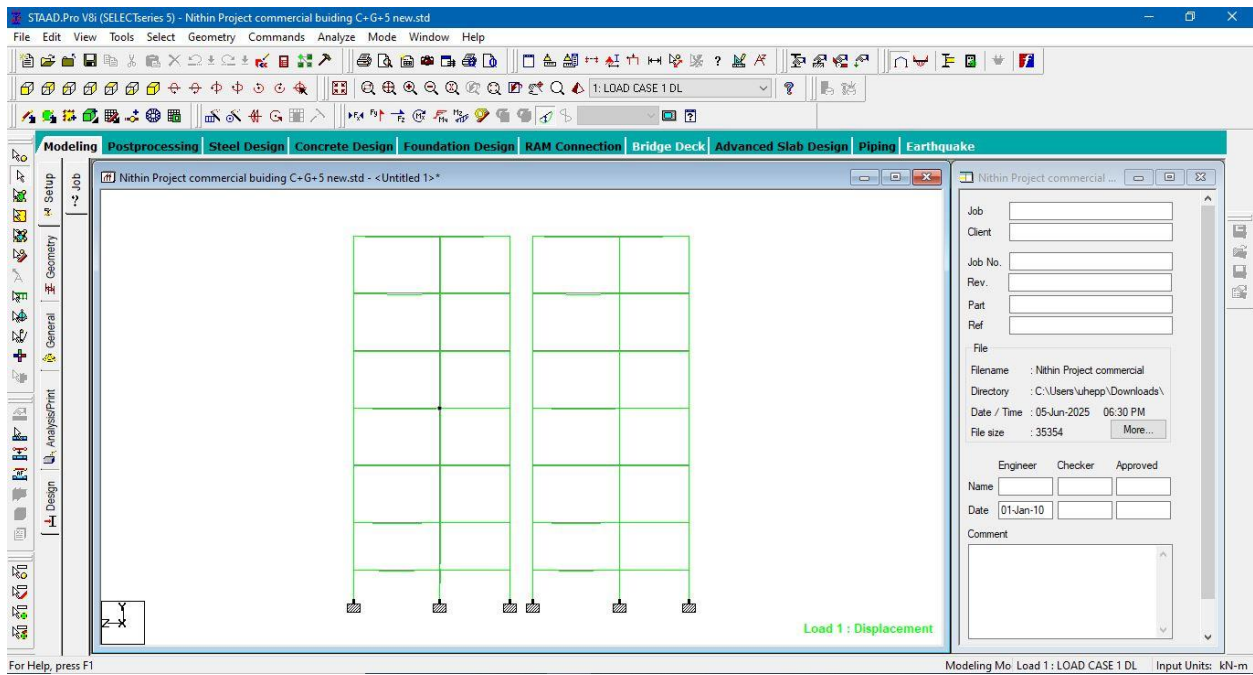 STAAD.Pro V8i (SELECTseries 5) - Nithin Project commercial buiding C+G+5 new.std
File Edit View Tools Select Geometry Commands Analyze Mode Window Help
1: LOAD CASE 1 DL
Modeling Postprocessing Steel Design Concrete Design Foundation Design RAM Connection Bridge Deck Advanced Slab Design Piping Earthquake
Setup
Geometry
General
Analysis/Print
Design
Job
Nithin Project commercial buiding C+G+5 new.std - <Untitled 1>*
Y
Z X
Load 1 : Displacement
Nithin Project commercial ...
Job
Client
Job No.
Rev.
Part
Ref
File
Filename : Nithin Project commercial
Directory : C:\Users\uhepp\Downloads\
Date / Time : 05-Jun-2025 06:30 PM
File size : 35354 More...
Engineer Checker Approved
Name
Date 01-Jan-10
Comment
For Help, press F1
Modeling Mo Load 1 : LOAD CASE 1 DL Input Units: kN-m